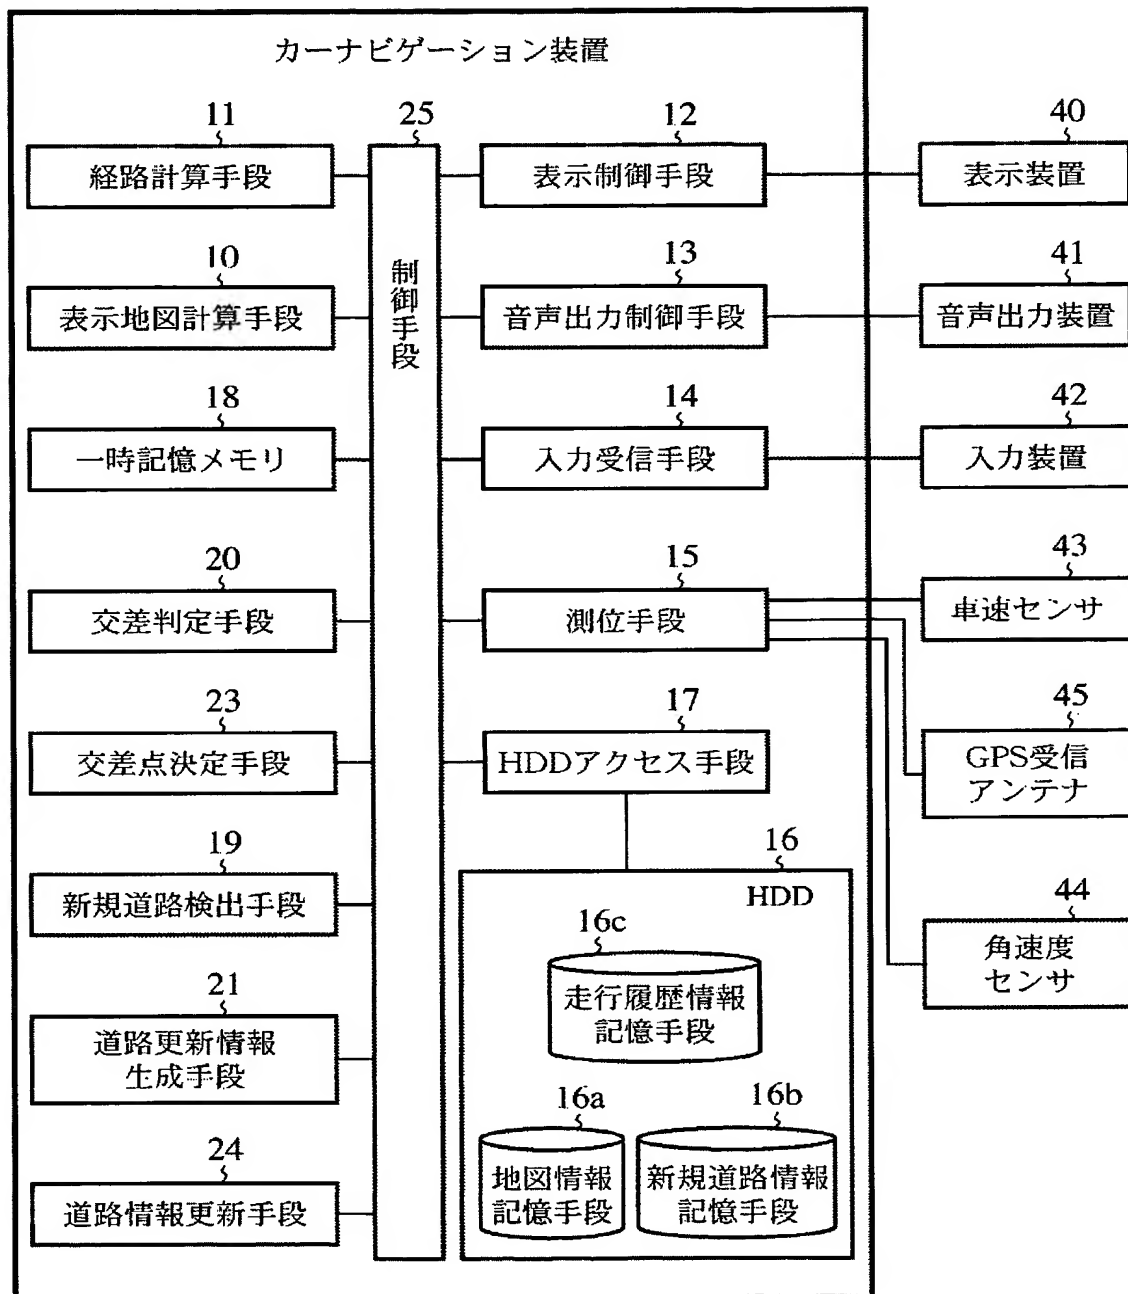 カーナビゲーション装置
11
25
12
40
経路計算手段
表示制御手段
表示装置
10
制御手段
13
41
表示地図計算手段
音声出力制御手段
音声出力装置
18
14
42
一時記憶メモリ
入力受信手段
入力装置
20
15
43
交差判定手段
測位手段
車速センサ
23
17
45
交差点決定手段
HDDアクセス手段
GPS受信
アンテナ
19
16
新規道路検出手段
HDD
44
角速度
センサ
16c
走行履歴情報
記憶手段
21
道路更新情報
生成手段
16a
16b
地図情報
記憶手段
新規道路情報
記憶手段
24
道路情報更新手段